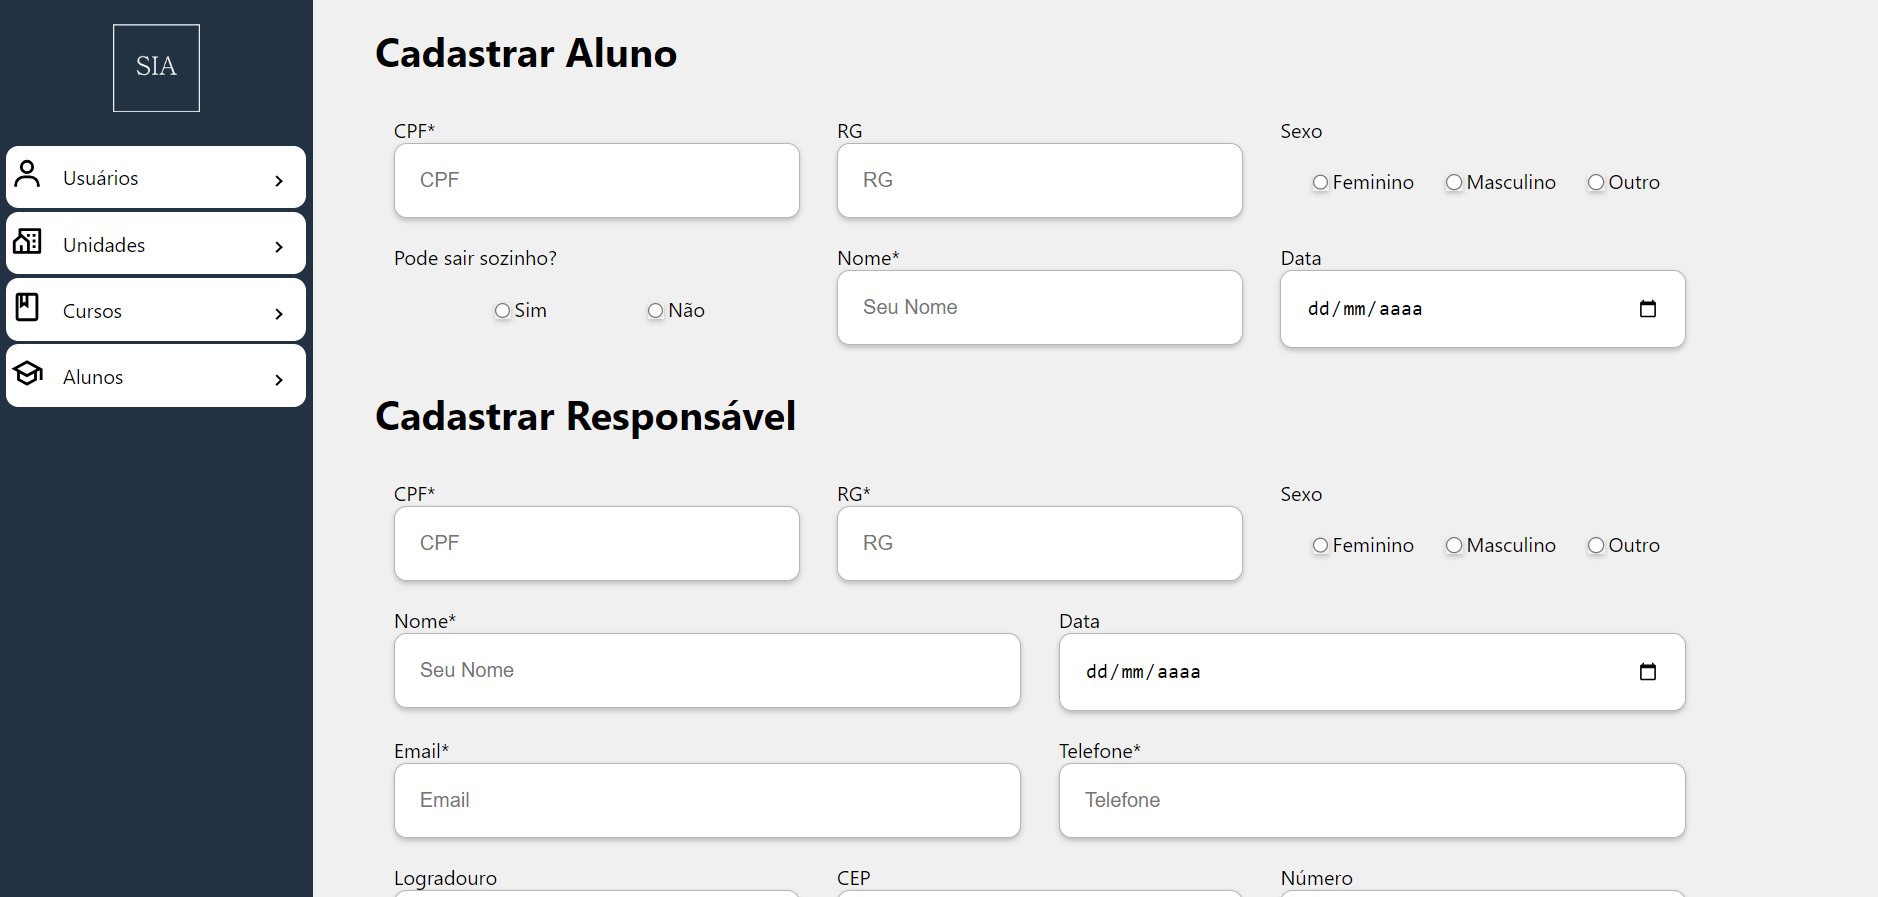 SIA
Usuários
Unidades
Cursos
Alunos
Cadastrar Aluno
CPF* RG Sexo
CPF RG Feminino Masculino Outro
Pode sair sozinho? Nome* Data
Sim Não Seu Nome dd/mm/aaaa
Cadastrar Responsável
CPF* RG* Sexo
CPF RG Feminino Masculino Outro
Nome* Data
Seu Nome dd/mm/aaaa
Email* Telefone*
Email Telefone
Logradouro CEP Número